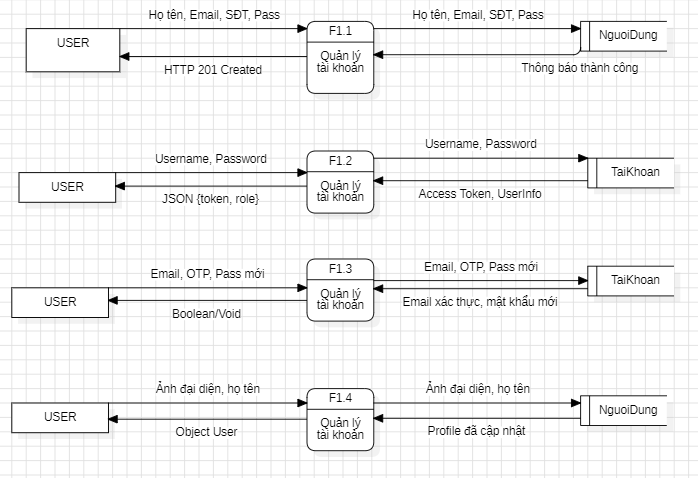 Họ tên, Email, SĐT, Pass
Họ tên, Email, SĐT, Pass
USER
F1.1
NguoiDung
Quản lý
tài khoản
HTTP 201 Created
Thông báo thành công
Username, Password
Username, Password
USER
F1.2
TaiKhoan
Quản lý
tài khoản
JSON {token, role}
Access Token, UserInfo
Email, OTP, Pass mới
Email, OTP, Pass mới
USER
F1.3
TaiKhoan
Quản lý
tài khoản
Boolean/Void
Email xác thực, mật khẩu mới
Ảnh đại diện, họ tên
Ảnh đại diện, họ tên
USER
F1.4
NguoiDung
Quản lý
tài khoản
Object User
Profile đã cập nhật